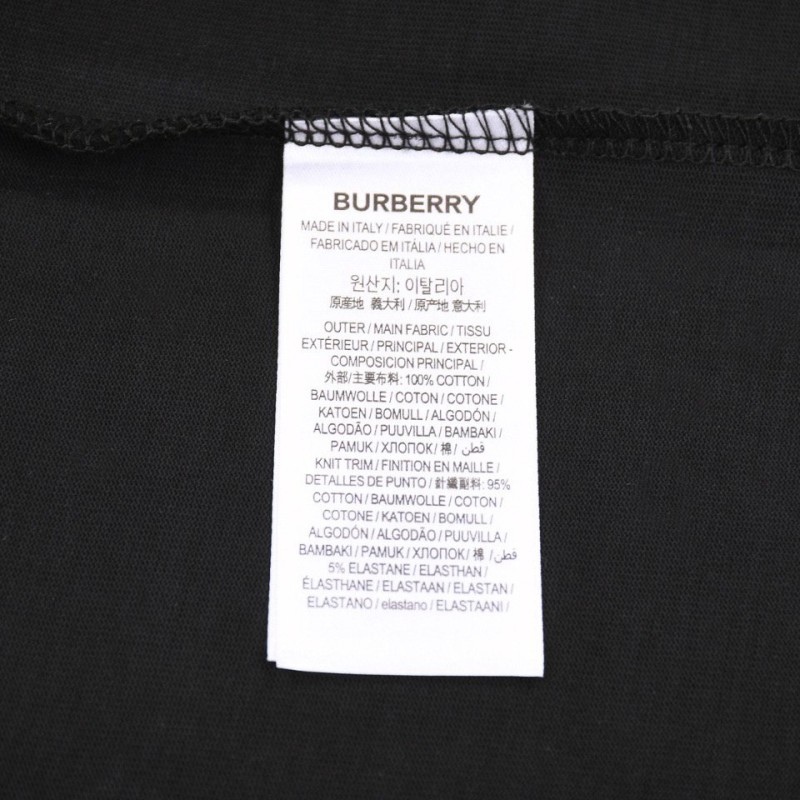 BURBERRY
MADE IN ITALY / FABRIQUÉ EN ITALIE /
FABRICADO EM ITÁLIA / HECHO EN
ITALIA
원산지: 이탈리아
原産地 義大利 / 原产地 意大利
OUTER / MAIN FABRIC / TISSU
EXTÉRIEUR / PRINCIPAL / EXTERIOR -
COMPOSICION PRINCIPAL /
外部/主要布料: 100% COTTON /
BAUMWOLLE / COTON / COTONE /
KATOEN / BOMULL / ALGODÓN /
ALGODÃO / PUUVILLA / BAMBAKI /
PAMUK / ХЛОПОК/ 棉/ قطن /
KNIT TRIM / FINITION EN MAILLE /
DETALLES DE PUNTO / 針織副料: 95%
COTTON / BAUMWOLLE / COTON /
COTONE / KATOEN / BOMULL /
ALGODÓN / ALGODÃO / PUUVILLA /
BAMBAKI / PAMUK / ХЛОПОК/ 棉 / قطن/
5% ELASTANE / ELASTHAN /
ÉLASTHANE / ELASTAAN / ELASTAN /
ELASTANO / elastano / ELASTAANI /